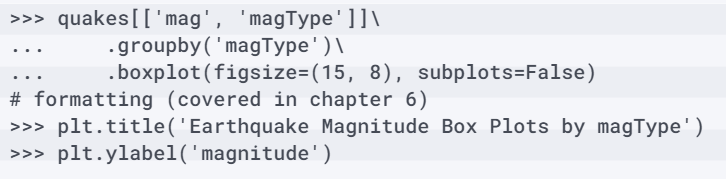 >>> quakes[['mag', 'magType']]\
...     .groupby('magType')\
...     .boxplot(figsize=(15, 8), subplots=False)
# formatting (covered in chapter 6)
>>> plt.title('Earthquake Magnitude Box Plots by magType')
>>> plt.ylabel('magnitude')